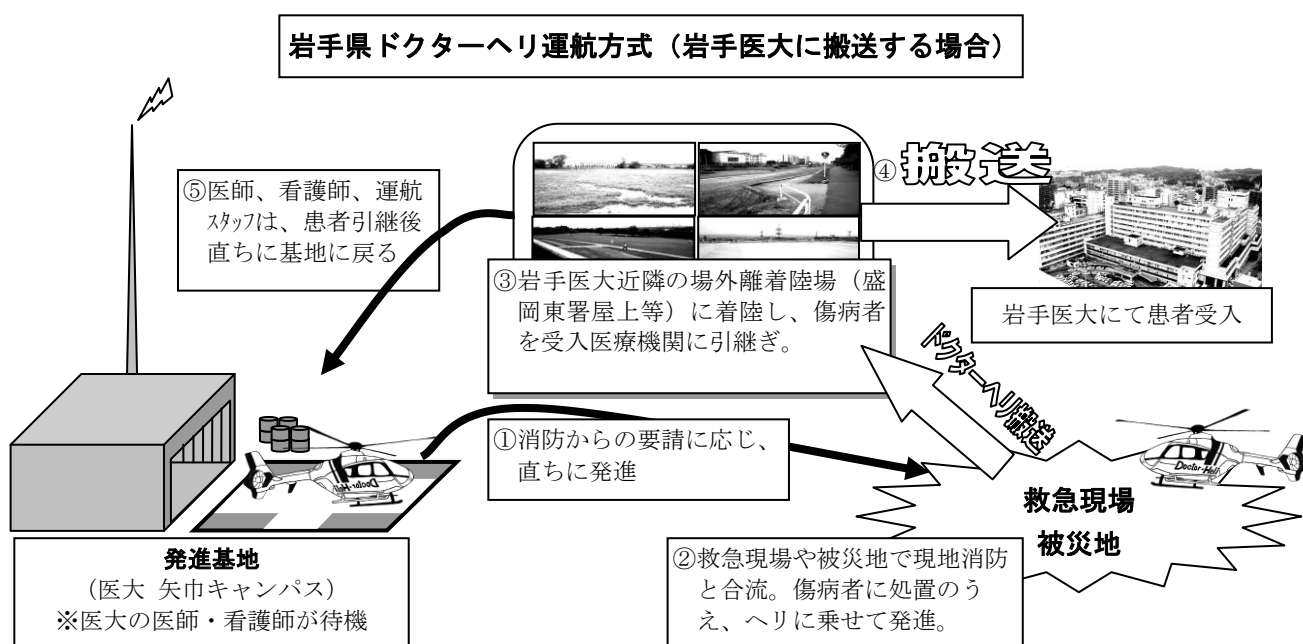 岩手県ドクターヘリ運航方式（岩手医大に搬送する場合）
⑤医師、看護師、運航
スタッフは、患者引継後
直ちに基地に戻る
④搬送
③岩手医大近隣の場外離着陸場（盛
岡東署屋上等）に着陸し、傷病者
を受入医療機関に引継ぎ。
岩手医大にて患者受入
ドクターヘリ搬送
①消防からの要請に応じ、
直ちに発進
Doctor-Heli
Doctor-Heli
救急現場
被災地
発進基地
（医大 矢巾キャンパス）
※医大の医師・看護師が待機
②救急現場や被災地で現地消防
と合流。傷病者に処置のう
え、ヘリに乗せて発進。